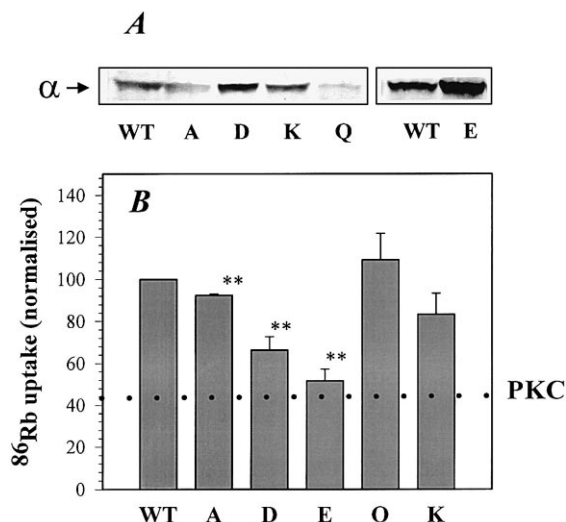 A
α
WT A D K Q WT E
B
86Rb uptake (normalised)
140
120
100
80
60
40
20
0
** ** **
PKC
WT A D E Q K